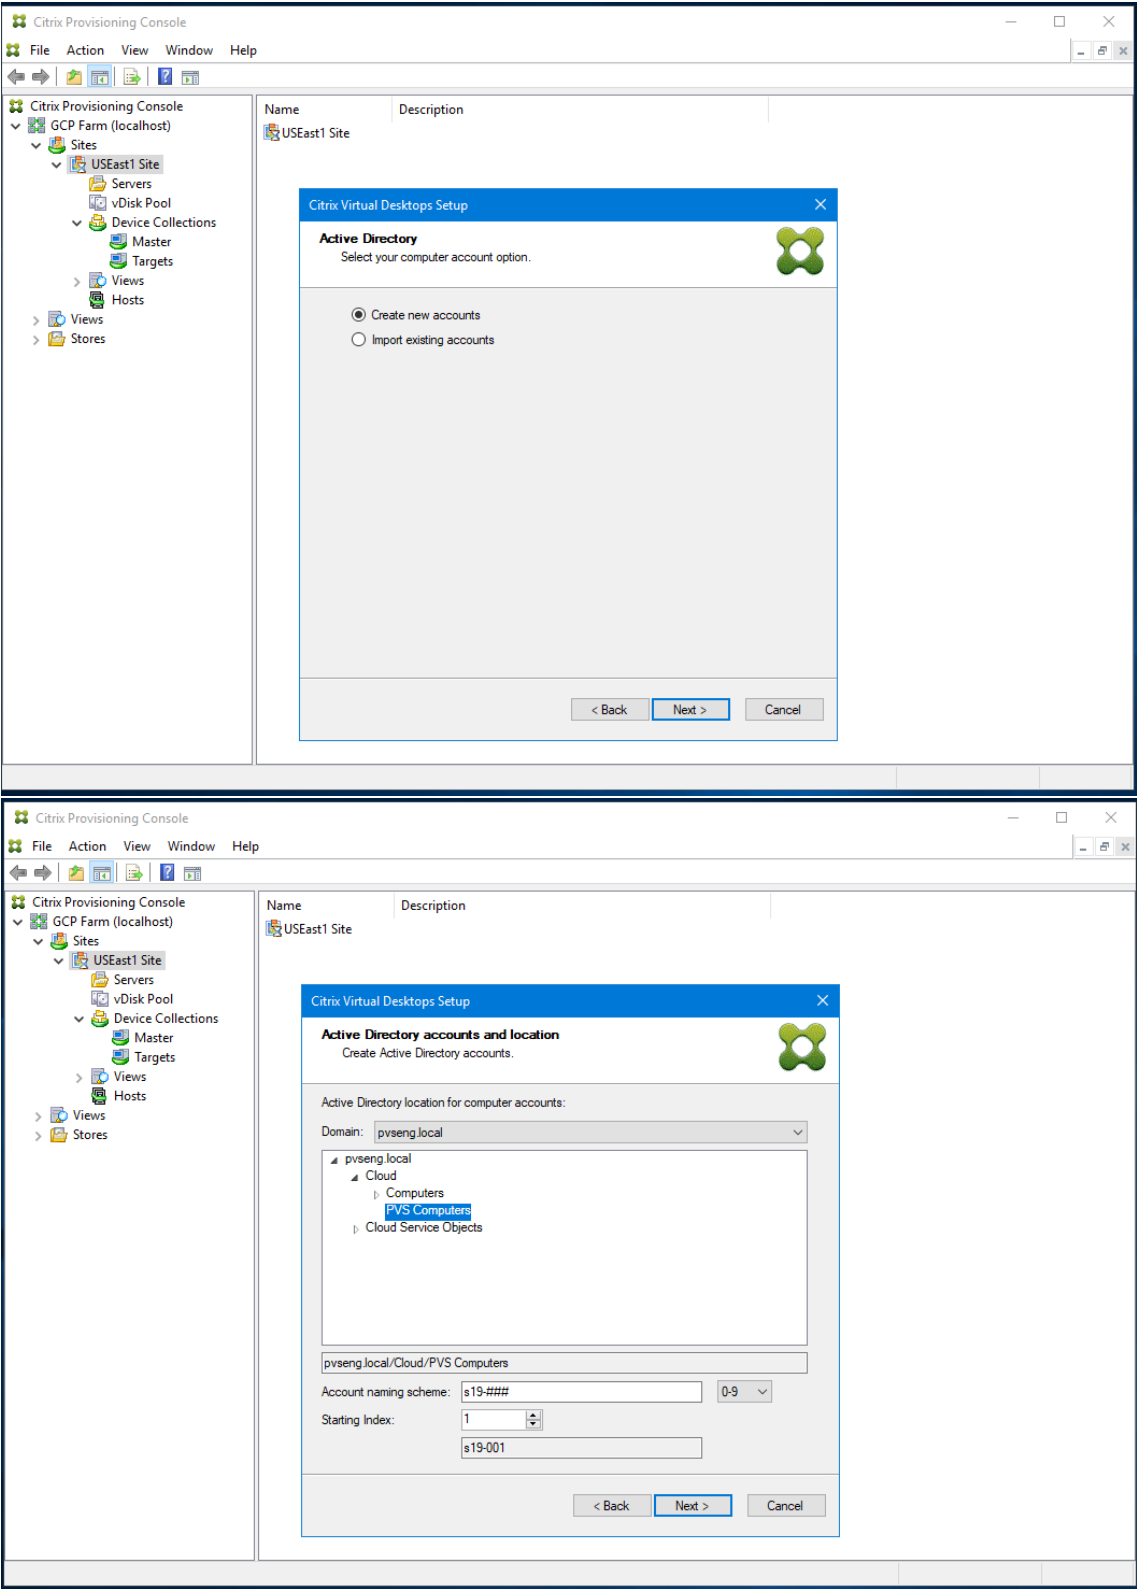 Citrix Provisioning Console
File Action View Window Help
Citrix Provisioning Console
GCP Farm (localhost)
Sites
USEast1 Site
Servers
vDisk Pool
Device Collections
Master
Targets
Views
Hosts
Views
Stores
Name Description
USEast1 Site
Citrix Virtual Desktops Setup
Active Directory
Select your computer account option.
Create new accounts
Import existing accounts
< Back Next > Cancel
Citrix Provisioning Console
File Action View Window Help
Citrix Provisioning Console
GCP Farm (localhost)
Sites
USEast1 Site
Servers
vDisk Pool
Device Collections
Master
Targets
Views
Hosts
Views
Stores
Name Description
USEast1 Site
Citrix Virtual Desktops Setup
Active Directory accounts and location
Create Active Directory accounts.
Active Directory location for computer accounts:
Domain: pvseng.local
pvseng.local
Cloud
Computers
PVS Computers
Cloud Service Objects
pvseng.local/Cloud/PVS Computers
Account naming scheme: s19-### 0-9
Starting Index: 1
s19-001
< Back Next > Cancel